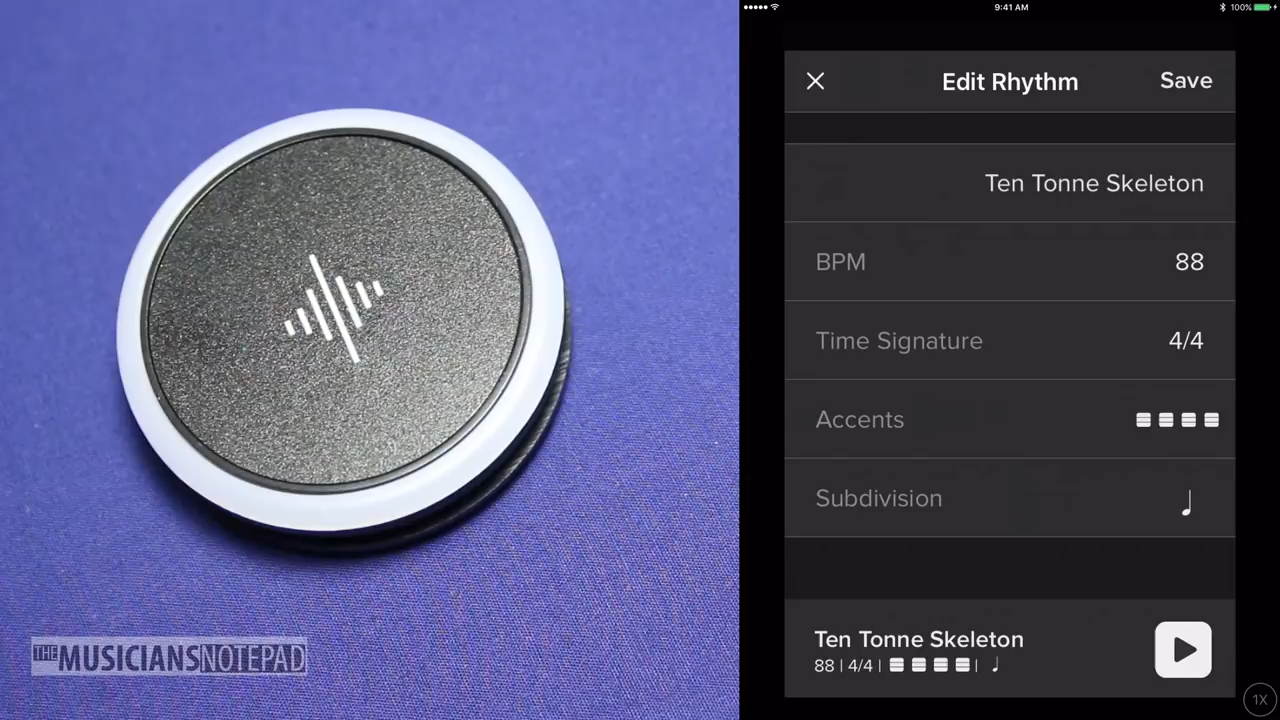 9:41 AM
100%
Edit Rhythm
Save
Ten Tonne Skeleton
BPM
88
Time Signature
4/4
Accents
Subdivision
Ten Tonne Skeleton
88 | 4/4 | |
THE MUSICIANS NOTEPAD
1X